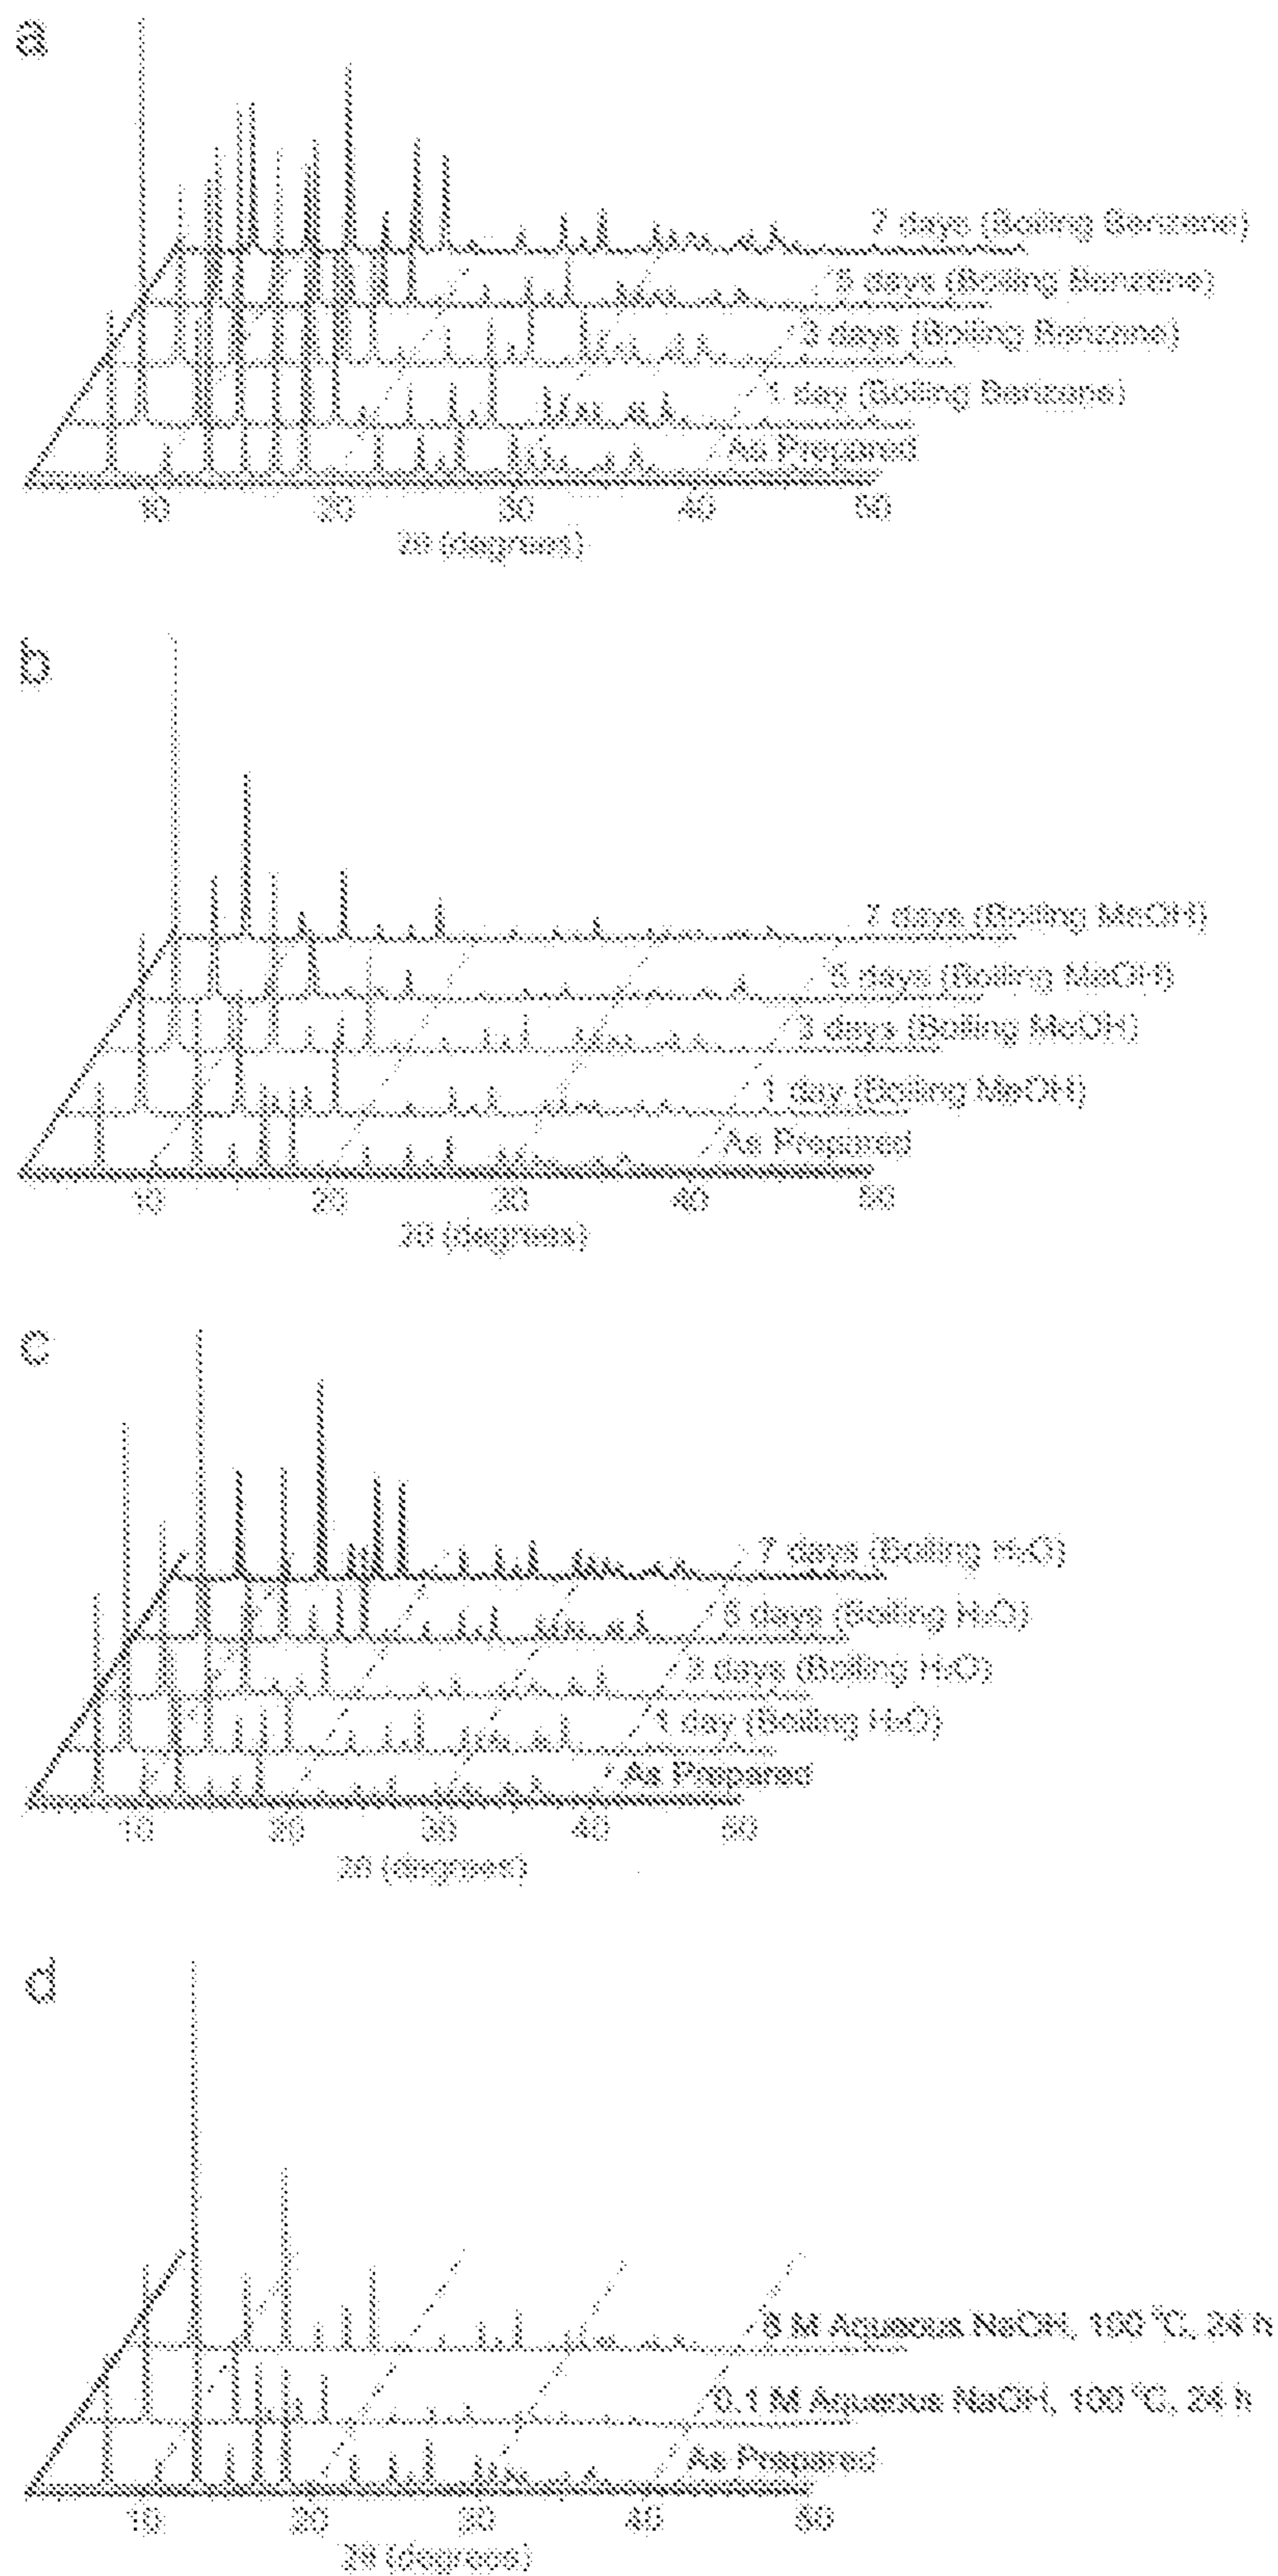 a
7 days (Boiling Benzene)
5 days (Boiling Benzene)
3 days (Boiling Benzene)
1 day (Boiling Benzene)
As Prepared
10 20 30 40 50
2θ (degrees)
b
7 days (Boiling MeOH)
5 days (Boiling MeOH)
3 days (Boiling MeOH)
1 day (Boiling MeOH)
As Prepared
10 20 30 40 50
2θ (degrees)
c
7 days (Boiling H₂O)
5 days (Boiling H₂O)
3 days (Boiling H₂O)
1 day (Boiling H₂O)
As Prepared
10 20 30 40 50
2θ (degrees)
d
8 M Aqueous NaOH, 100 °C, 24 h
0.1 M Aqueous NaOH, 100 °C, 24 h
As Prepared
10 20 30 40 50
2θ (degrees)